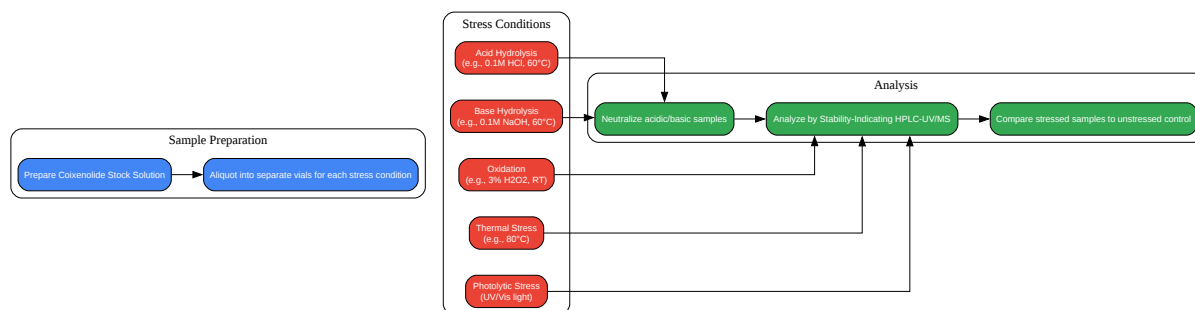 Sample Preparation
Prepare Coixenolide Stock Solution
Aliquot into separate vials for each stress condition
Stress Conditions
Acid Hydrolysis
(e.g., 0.1M HCl, 60°C)
Base Hydrolysis
(e.g., 0.1M NaOH, 60°C)
Oxidation
(e.g., 3% H2O2, RT)
Thermal Stress
(e.g., 80°C)
Photolytic Stress
(UV/Vis light)
Analysis
Neutralize acidic/basic samples
Analyze by Stability-Indicating HPLC-UV/MS
Compare stressed samples to unstressed control